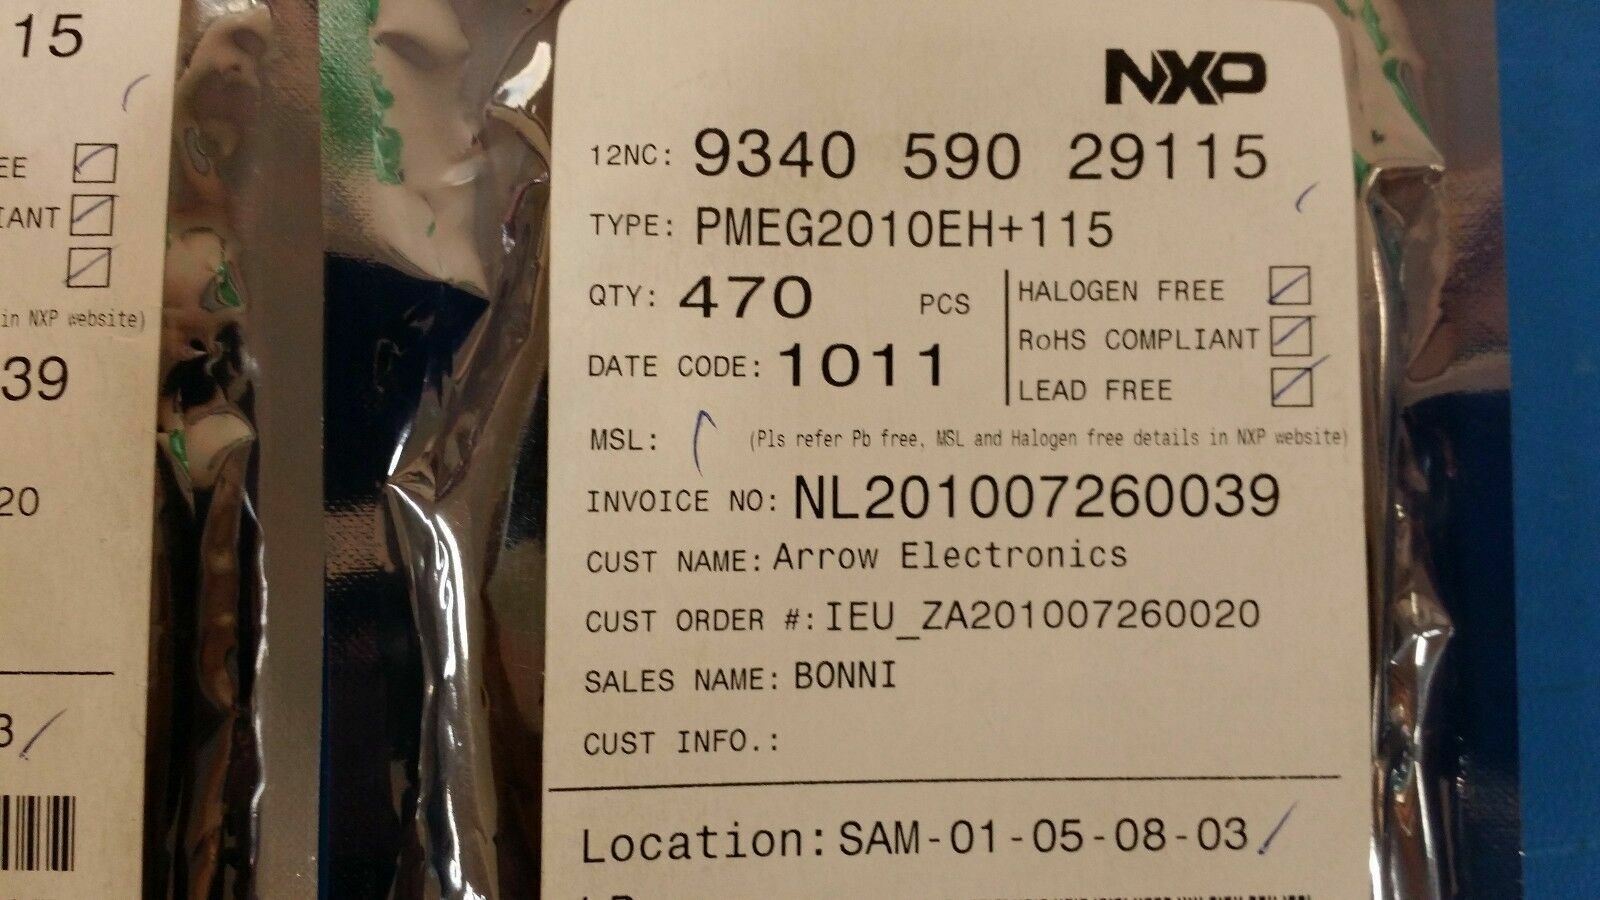 15
EE
IANT
in NXP website)
39
20
3
NXP
12NC: 9340 590 29115
TYPE: PMEG2010EH+115
QTY: 470 PCS
HALOGEN FREE
RoHS COMPLIANT
LEAD FREE
DATE CODE: 1011
MSL:
(Pls refer Pb free, MSL and Halogen free details in NXP website)
INVOICE NO: NL201007260039
CUST NAME: Arrow Electronics
CUST ORDER #: IEU_ZA201007260020
SALES NAME: BONNI
CUST INFO.:
Location: SAM-01-05-08-03